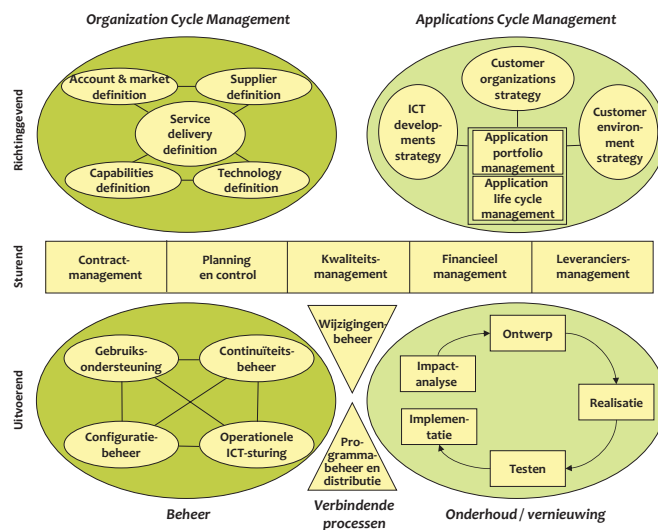 Organization Cycle Management
Applications Cycle Management
Richtinggevend
Account & market
definition
Supplier
definition
Service
delivery
definition
Capabilities
definition
Technology
definition
Customer
organizations
strategy
ICT
develop-
ments
strategy
Customer
environ-
ment
strategy
Application
portfolio
management
Application
life cycle
management
Sturend
Contract-
management
Planning
en control
Kwaliteits-
management
Financieel
management
Leveranciers-
management
Uitvoerend
Gebruiks-
ondersteuning
Continuïteits-
beheer
Configuratie-
beheer
Operationele
ICT-sturing
Wijzigingen-
beheer
Pro-
gramma-
beheer en
distributie
Ontwerp
Impact-
analyse
Realisatie
Implemen-
tatie
Testen
Beheer
Verbindende
processen
Onderhoud / vernieuwing